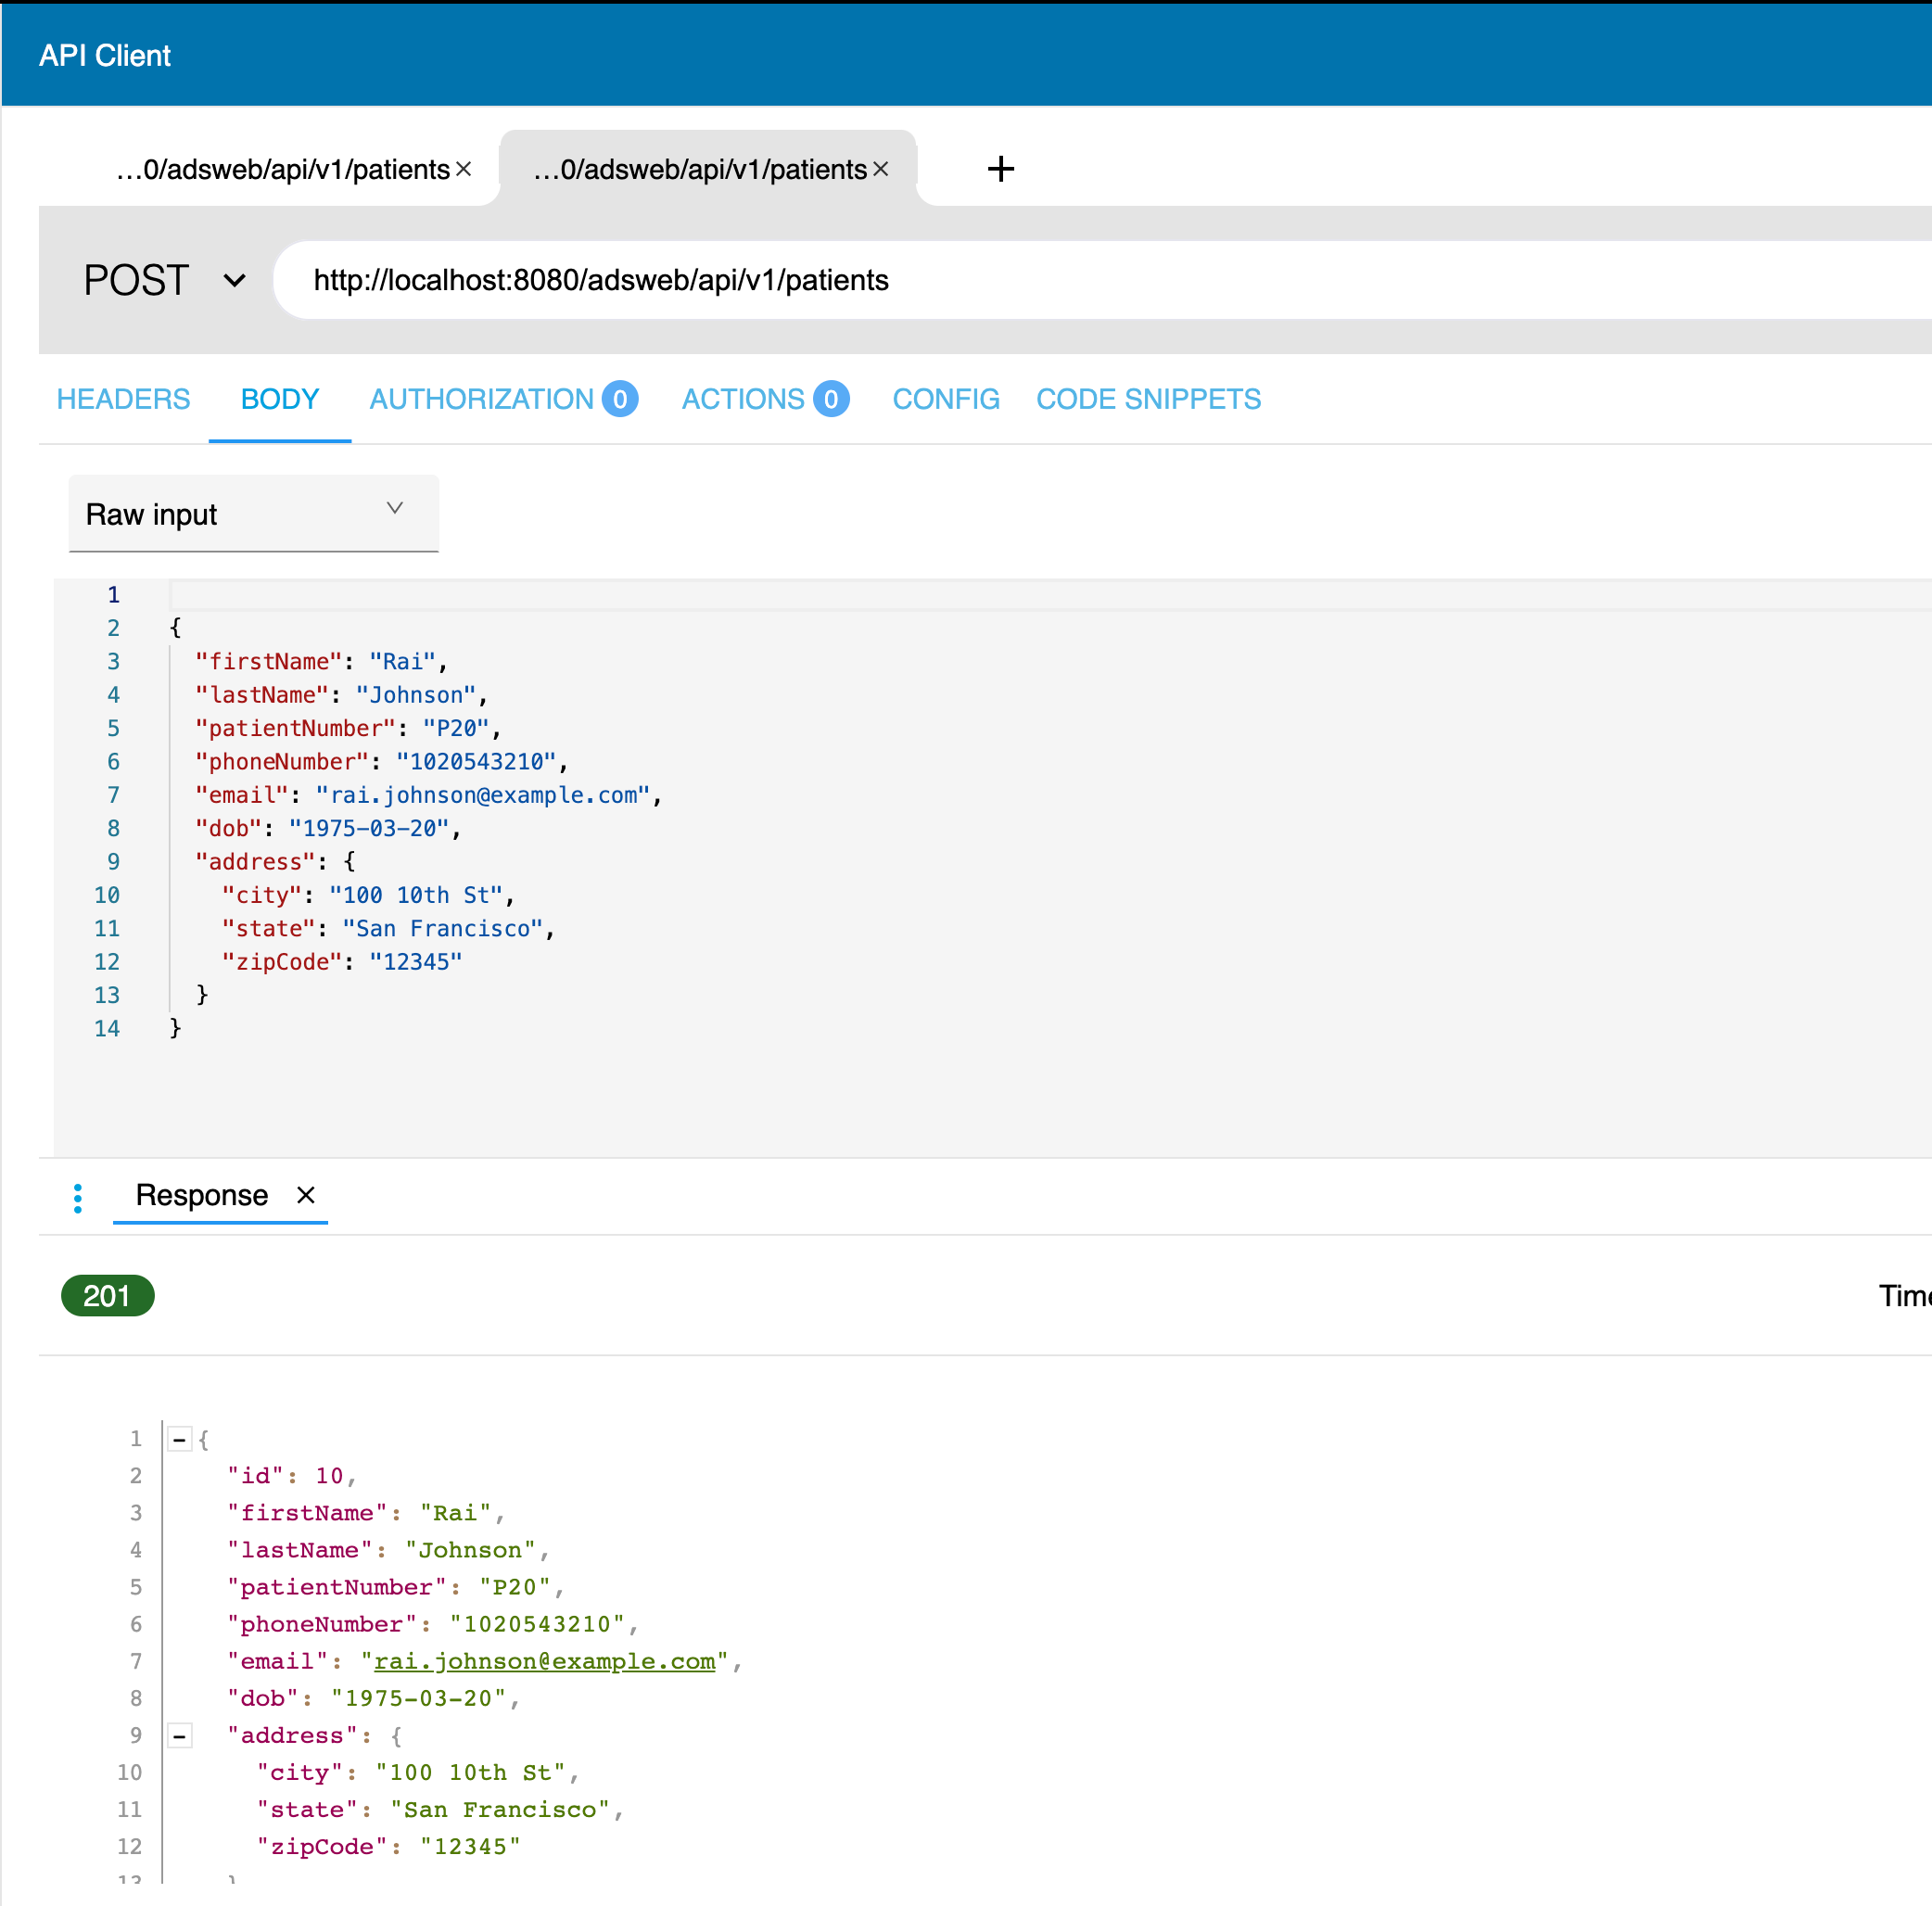 API Client
...0/adsweb/api/v1/patients × ...0/adsweb/api/v1/patients × +
POST http://localhost:8080/adsweb/api/v1/patients
HEADERS BODY AUTHORIZATION 0 ACTIONS 0 CONFIG CODE SNIPPETS
Raw input
1
2 {
3 "firstName": "Rai",
4 "lastName": "Johnson",
5 "patientNumber": "P20",
6 "phoneNumber": "1020543210",
7 "email": "rai.johnson@example.com",
8 "dob": "1975-03-20",
9 "address": {
10 "city": "100 10th St",
11 "state": "San Francisco",
12 "zipCode": "12345"
13 }
14 }
Response ×
201
1 {
2 "id": 10,
3 "firstName": "Rai",
4 "lastName": "Johnson",
5 "patientNumber": "P20",
6 "phoneNumber": "1020543210",
7 "email": "rai.johnson@example.com",
8 "dob": "1975-03-20",
9 "address": {
10 "city": "100 10th St",
11 "state": "San Francisco",
12 "zipCode": "12345"
13 }